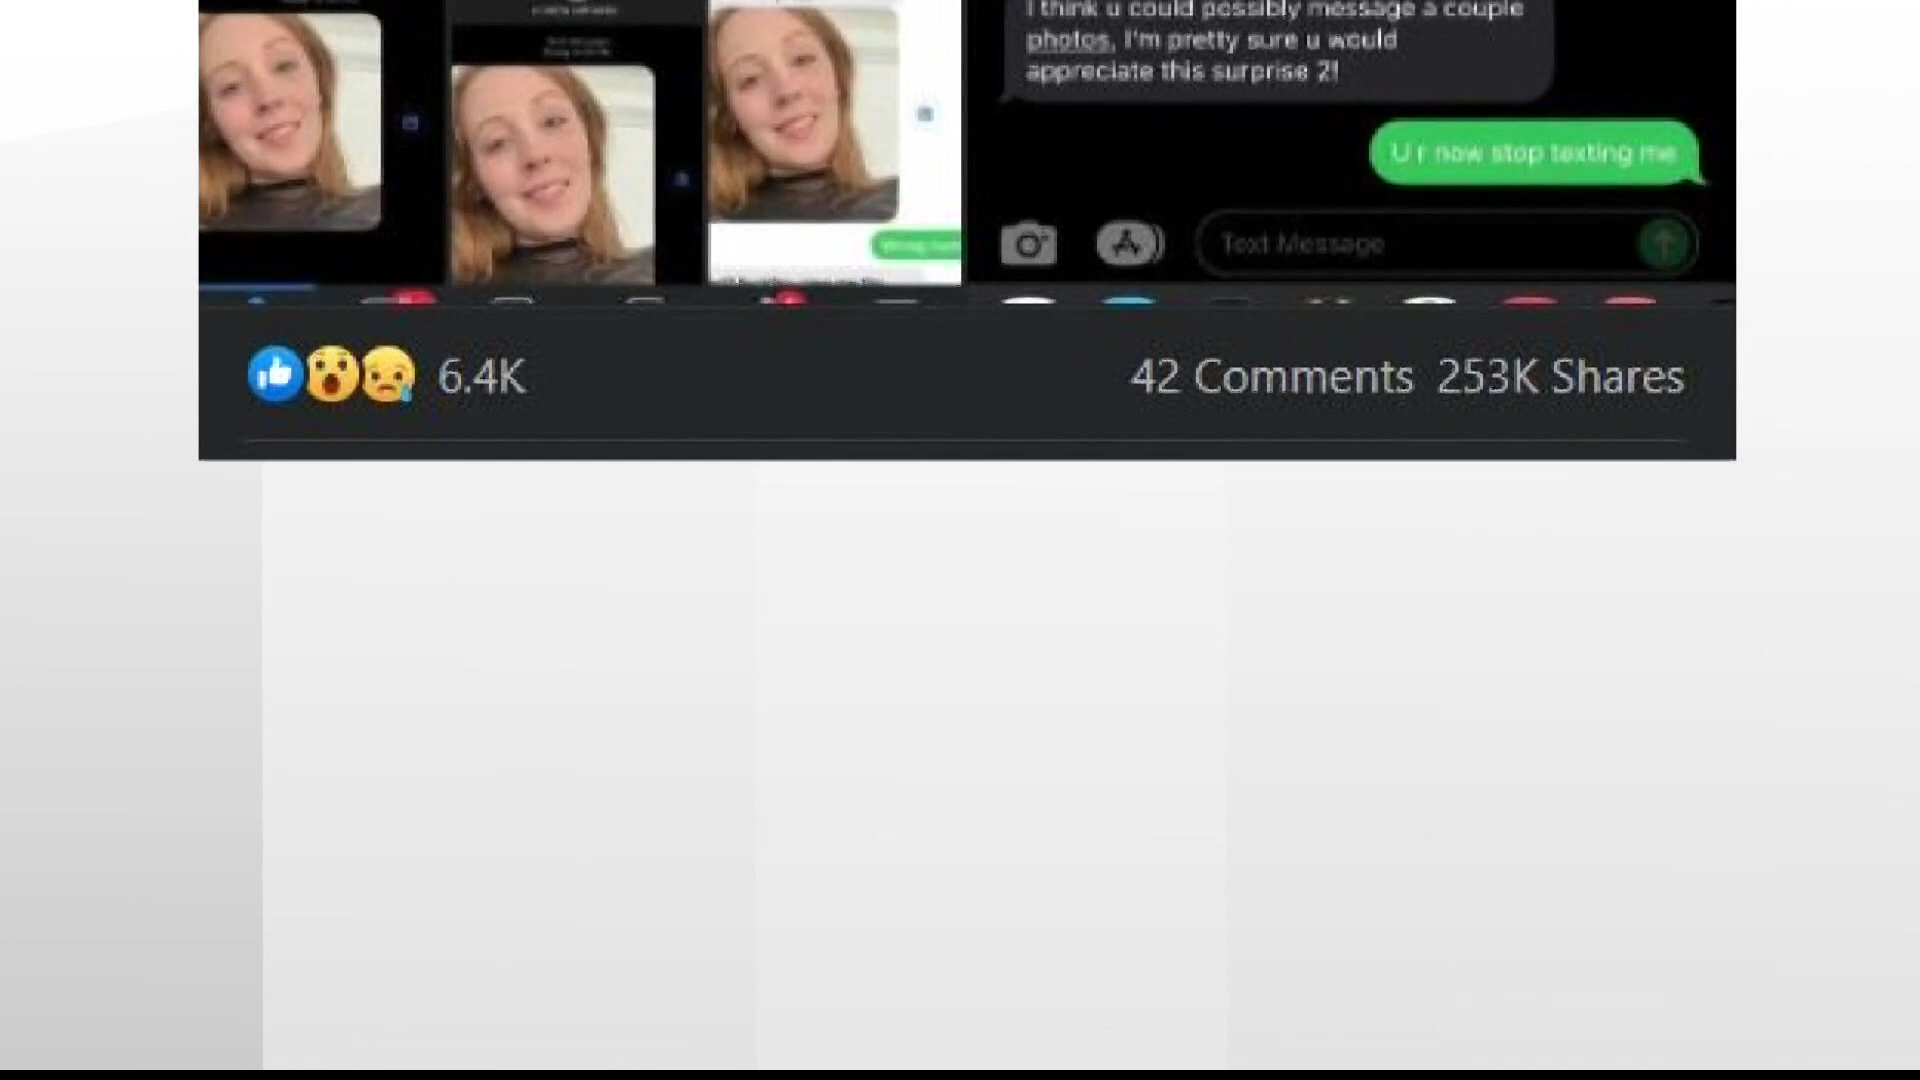 I think u could possibly message a couple
photos, I'm pretty sure u would
appreciate this surprise 2!
U r now stop texting me
Text Message
6.4K
42 Comments 253K Shares